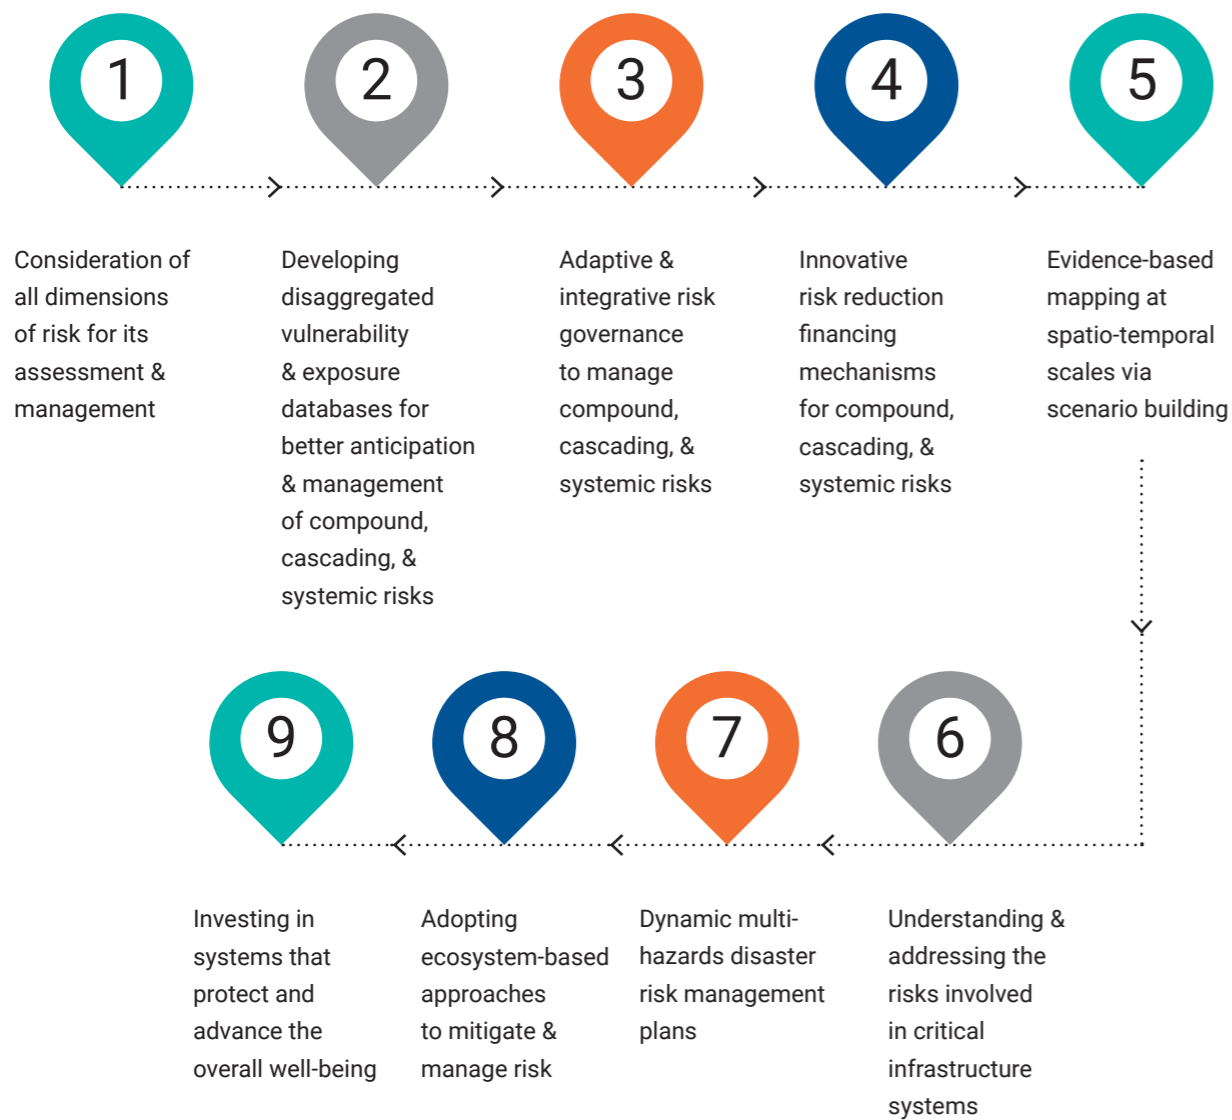 1
Consideration of
all dimensions
of risk for its
assessment &
management
2
Developing
disaggregated
vulnerability
& exposure
databases for
better anticipation
& management
of compound,
cascading, &
systemic risks
3
Adaptive &
integrative risk
governance
to manage
compound,
cascading, &
systemic risks
4
Innovative
risk reduction
financing
mechanisms
for compound,
cascading, &
systemic risks
5
Evidence-based
mapping at
spatio-temporal
scales via
scenario building
6
Understanding &
addressing the
risks involved
in critical
infrastructure
systems
7
Dynamic multi-
hazards disaster
risk management
plans
8
Adopting
ecosystem-based
approaches
to mitigate &
manage risk
9
Investing in
systems that
protect and
advance the
overall well-being